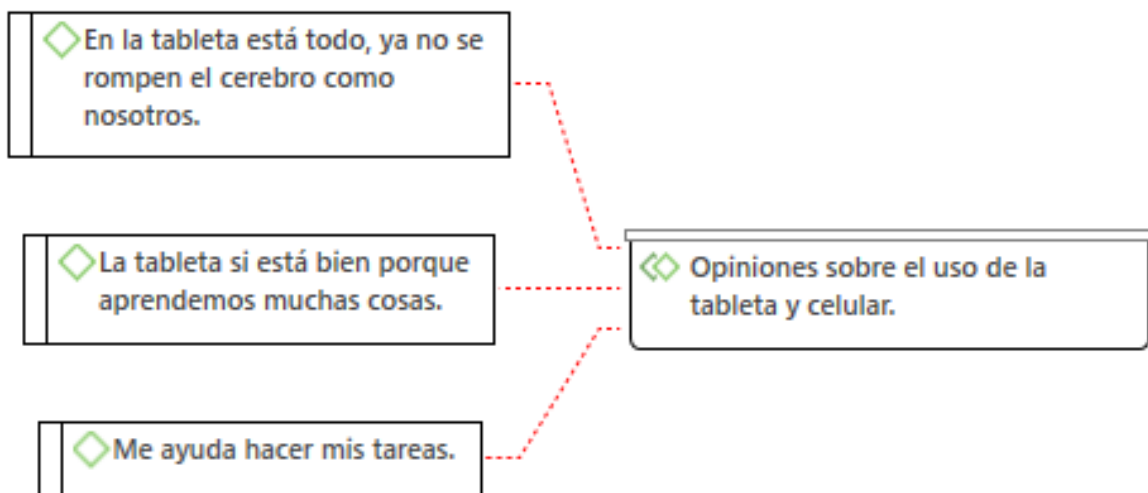 En la tableta está todo, ya no se
rompen el cerebro como
nosotros.
La tableta si está bien porque
aprendemos muchas cosas.
Me ayuda hacer mis tareas.
Opiniones sobre el uso de la
tableta y celular.